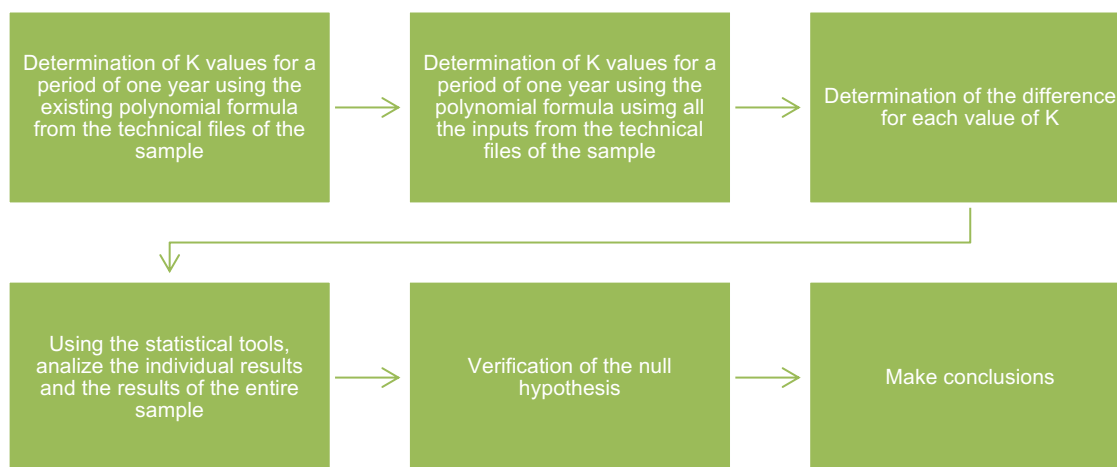 Determination of K values for a
period of one year using the
existing polynomial formula
from the technical files of the
sample
Determination of K values for a
period of one year using the
polynomial formula usimg all
the inputs from the technical
files of the sample
Determination of the difference
for each value of K
Using the statistical tools,
analize the individual results
and the results of the entire
sample
Verification of the null
hypothesis
Make conclusions